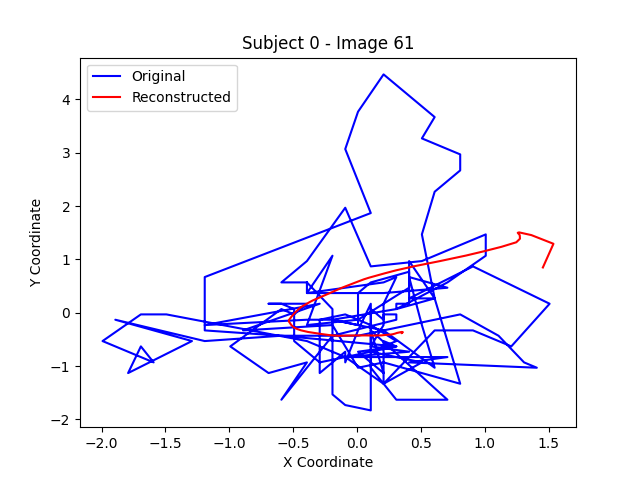 Subject 0 - Image 61
Original
Reconstructed
Y Coordinate
4
3
2
1
0
−1
−2
−2.0 −1.5 −1.0 −0.5 0.0 0.5 1.0 1.5
X Coordinate